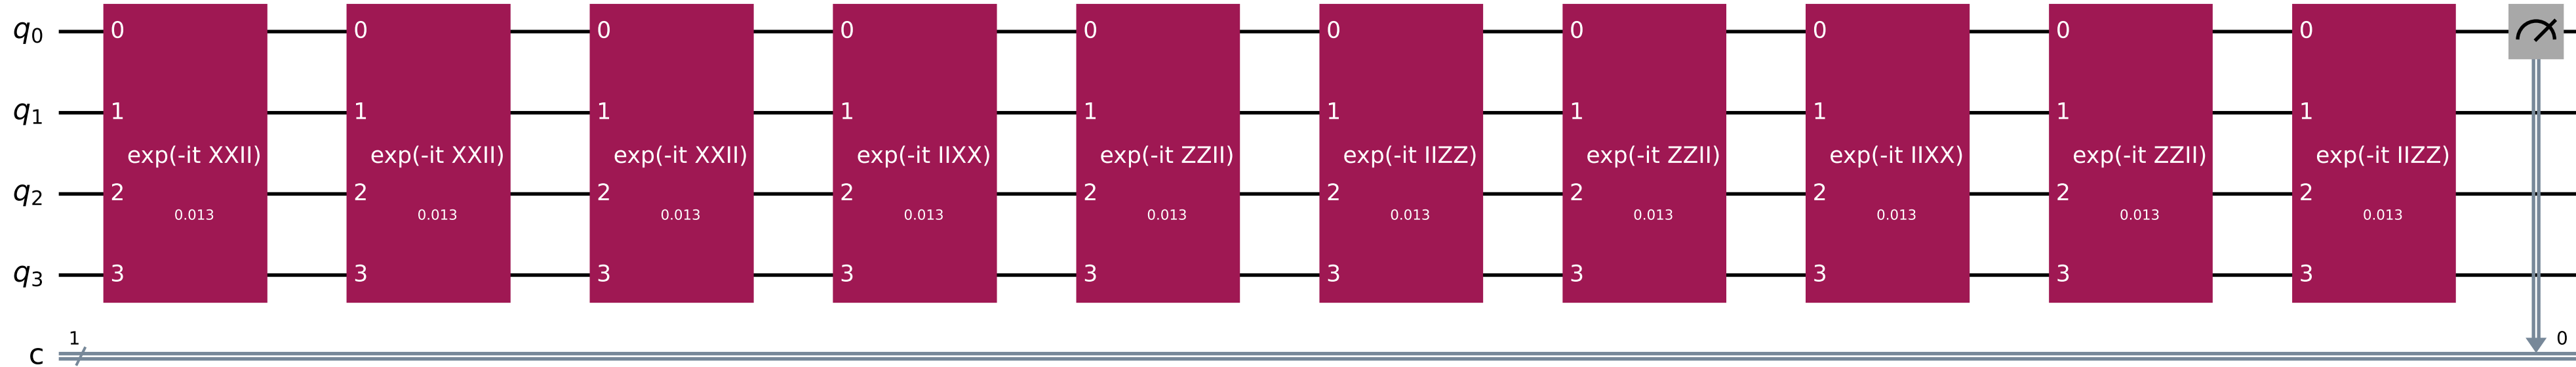 q0 0 0 0 0 0 0 0 0 0 0
q1 1 1 1 1 1 1 1 1 1 1
exp(-it XXII) exp(-it XXII) exp(-it XXII) exp(-it IIXX) exp(-it ZZII) exp(-it IIZZ) exp(-it ZZII) exp(-it IIXX) exp(-it ZZII) exp(-it IIZZ)
q2 2 2 2 2 2 2 2 2 2 2
0.013 0.013 0.013 0.013 0.013 0.013 0.013 0.013 0.013 0.013
q3 3 3 3 3 3 3 3 3 3 3
1 0
c